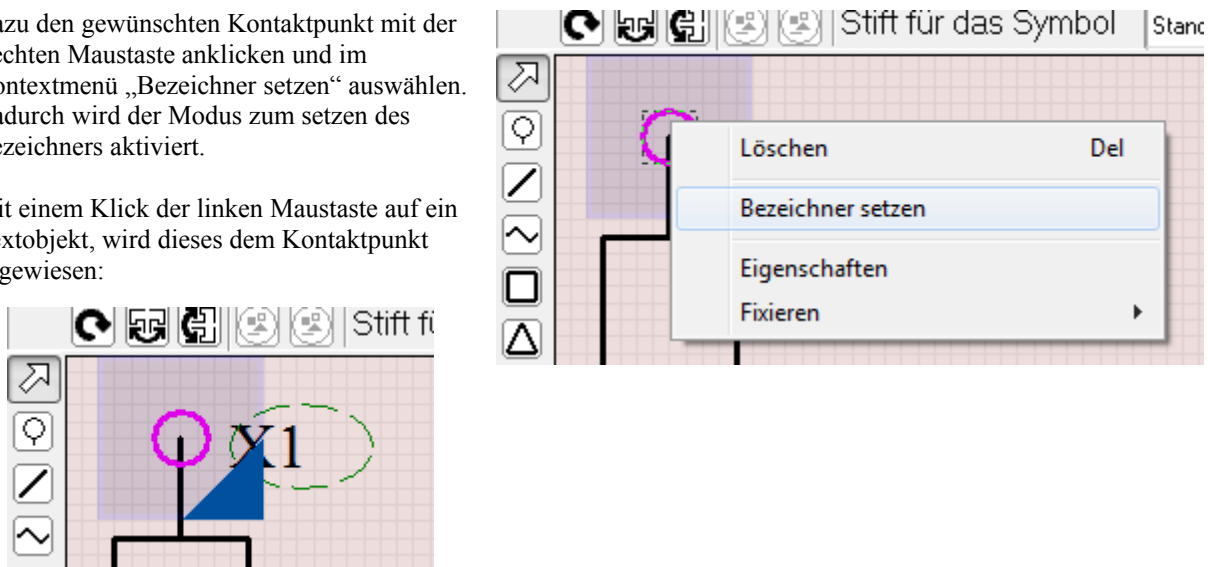 azu den gewünschten Kontaktpunkt mit der
echten Maustaste anklicken und im
ontextmenü „Bezeichner setzen“ auswählen.
adurch wird der Modus zum setzen des
ezeichners aktiviert.
it einem Klick der linken Maustaste auf ein
extobjekt, wird dieses dem Kontaktpunkt
gewiesen:
Stift fü
X1
Stift für das Symbol
Stand
Löschen Del
Bezeichner setzen
Eigenschaften
Fixieren